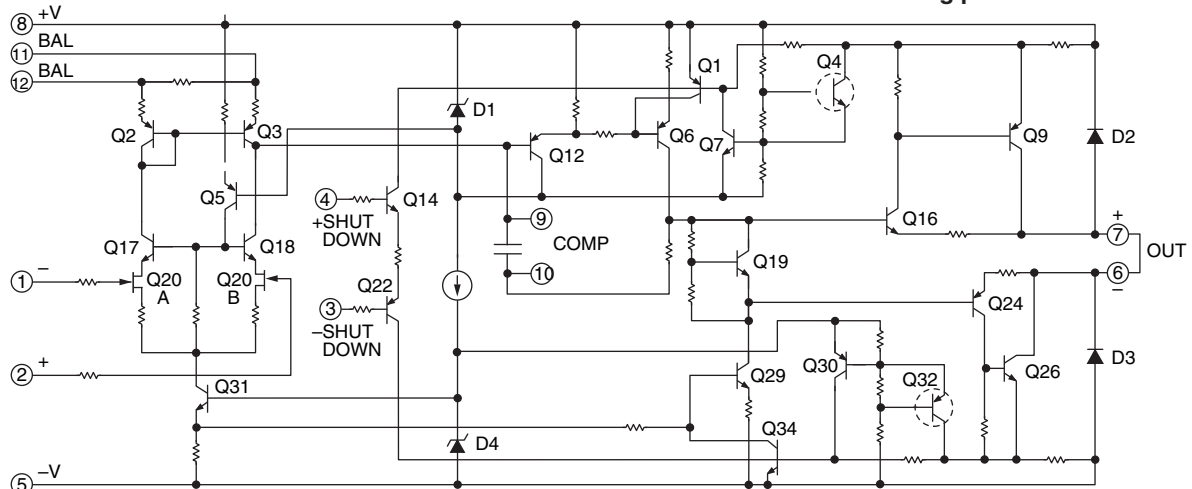 8 +V
11 BAL
12 BAL
Q1
Q4
D1
Q2
Q3
Q12
Q6
Q7
Q9
D2
Q5
4
Q14
+SHUT
DOWN
9
COMP
10
Q16
+
7
OUT
6
–
Q17
Q18
Q19
1 –
Q20
A
Q20
B
Q22
3
–SHUT
DOWN
Q24
2 +
Q31
Q29
Q30
Q32
Q26
D3
D4
Q34
5 –V